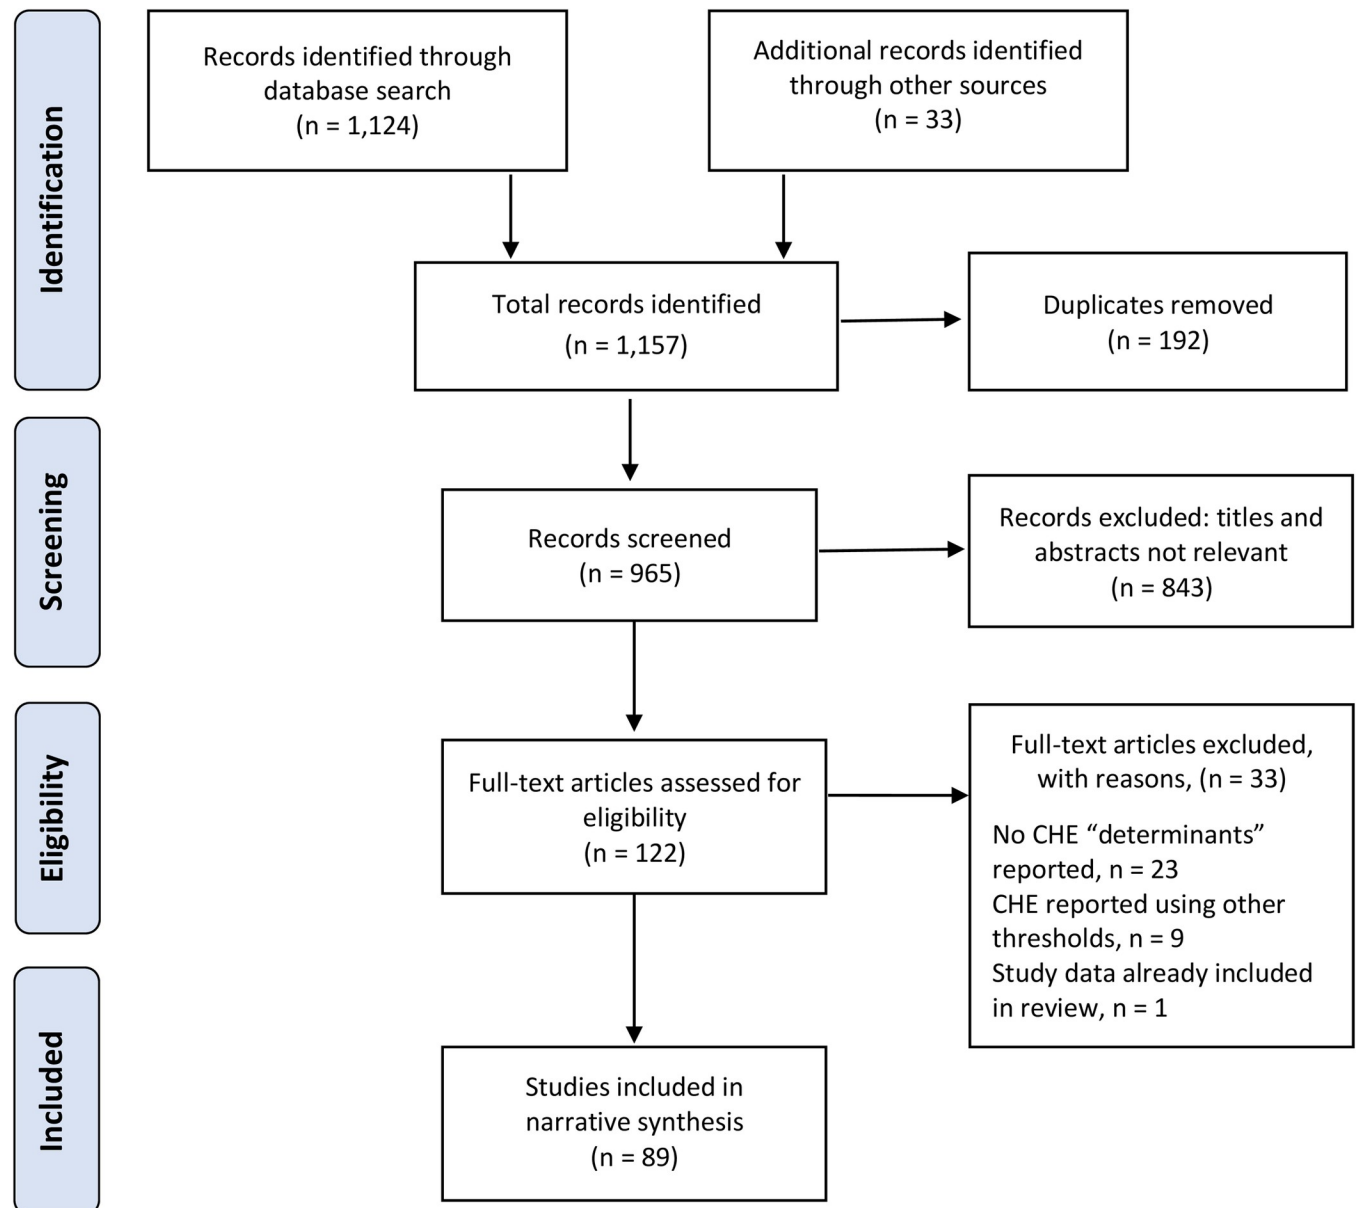 Identification
Records identified through
database search
(n = 1,124)
Additional records identified
through other sources
(n = 33)
Total records identified
(n = 1,157)
Duplicates removed
(n = 192)
Screening
Records screened
(n = 965)
Records excluded: titles and
abstracts not relevant
(n = 843)
Eligibility
Full-text articles assessed for
eligibility
(n = 122)
Full-text articles excluded,
with reasons, (n = 33)
No CHE “determinants”
reported, n = 23
CHE reported using other
thresholds, n = 9
Study data already included
in review, n = 1
Included
Studies included in
narrative synthesis
(n = 89)